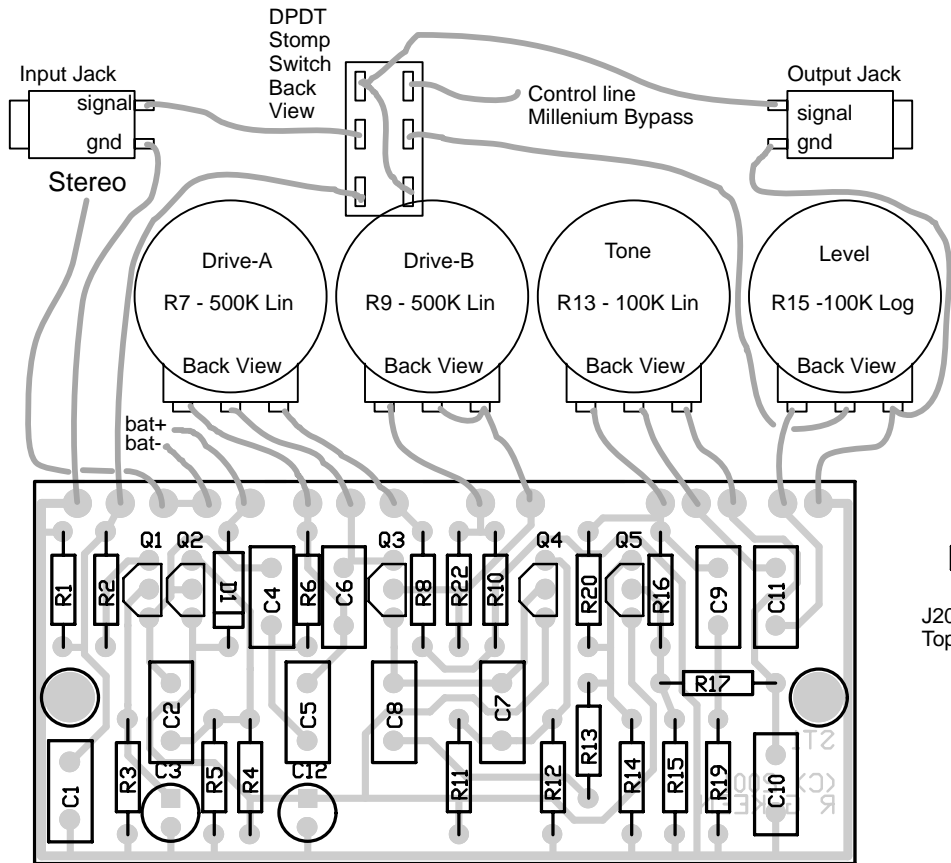 DPDT
Stomp
Switch
Back
View
Input Jack
signal
gnd
Stereo
Control line
Millenium Bypass
Output Jack
signal
gnd
Drive-A
R7 - 500K Lin
Back View
Drive-B
R9 - 500K Lin
Back View
Tone
R13 - 100K Lin
Back View
Level
R15 -100K Log
Back View
bat+
bat-
Q1
Q2
Q3
Q4
Q5
R1
R2
D1
C4
R6
C6
R8
R22
R10
R20
R16
C9
C11
J20
Top
R17
C2
C5
C8
C7
R13
C1
R3
C3
R5
R4
C12
R11
R12
R14
R15
R19
C10